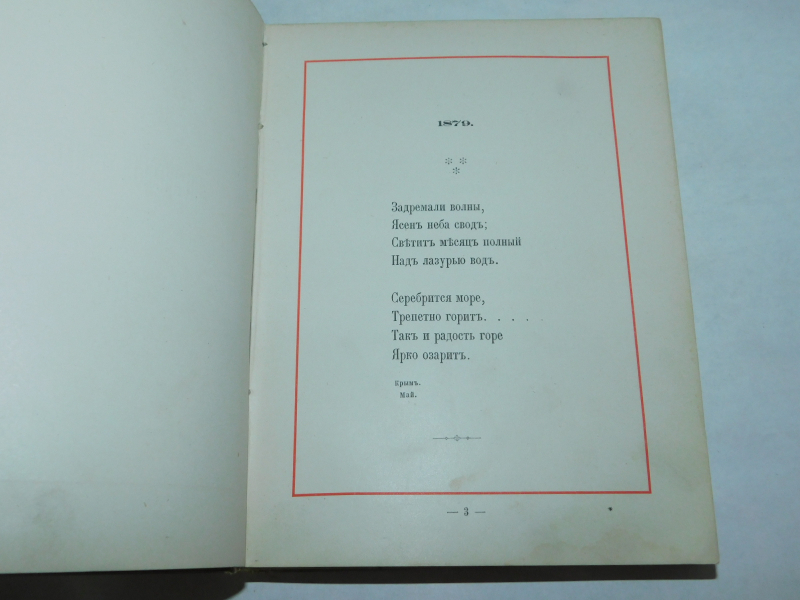 1879.
* *
*
Задремали волны,
Ясенъ неба сводъ;
Свѣтитъ мѣсяцъ полный
Надъ лазурью водъ.
Серебрится море,
Трепетно горитъ. . . . .
Такъ и радость горе
Ярко озаритъ.
Крымъ.
Май.
— 3 —